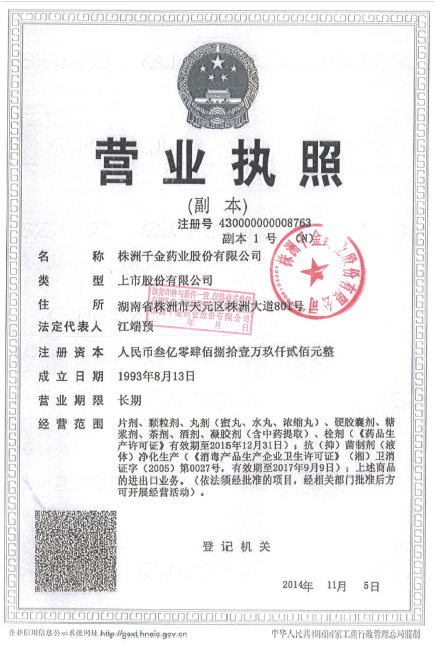 营业执照
(副 本)
注册号 430000000008763
副本 1 号 (N)
名 称 株洲千金药业股份有限公司
类 型 上市股份有限公司
住 所 湖南省株洲市天元区株洲大道801号
法定代表人 江端预
注册资本 人民币叁亿零肆佰捌拾壹万玖仟贰佰元整
成立日期 1993年8月13日
营业期限 长期
经营范围 片剂、颗粒剂、丸剂(蜜丸、水丸、浓缩丸)、硬胶囊剂、糖
浆剂、茶剂、酒剂、凝胶剂(含中药提取)、栓剂(《药品生
产许可证》有效期至2015年12月31日);抗(抑)菌制剂(液
体)净化生产(《消毒产品生产企业卫生许可证》(湘)卫消
证字(2005)第0027号,有效期至2017年9月9日);上述商品
的进出口业务。(依法须经批准的项目,经相关部门批准后方
可开展经营活动)。
登记机关
2014年 11月 5日
企业信用信息公示系统网址 http://gsxt.hnaic.gov.cn
中华人民共和国国家工商行政管理总局监制